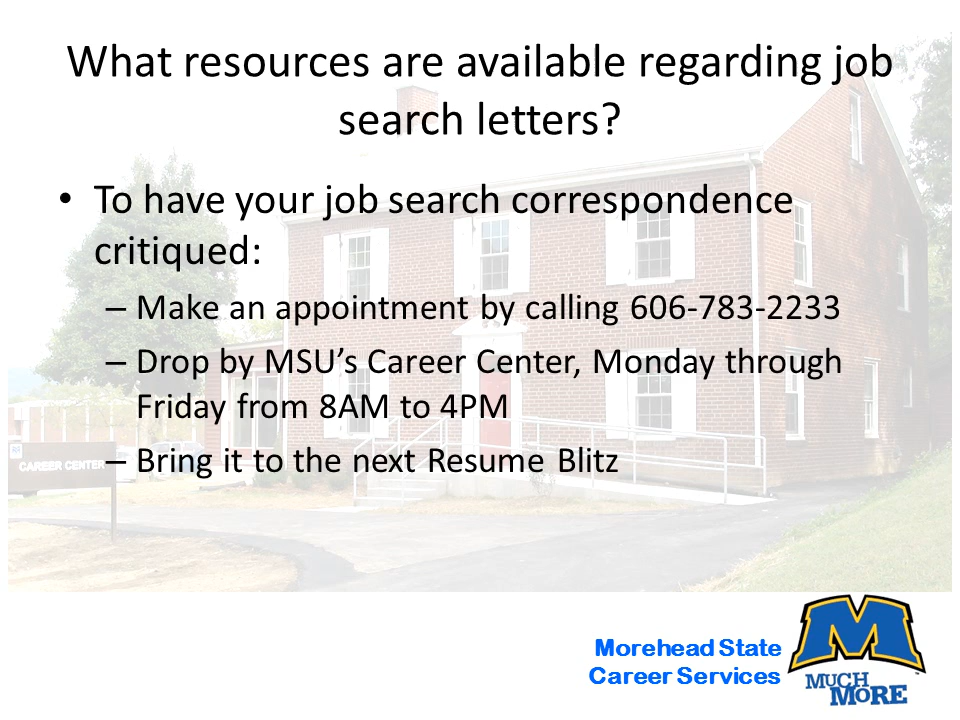 What resources are available regarding job
search letters?
• To have your job search correspondence
critiqued:
– Make an appointment by calling 606-783-2233
– Drop by MSU’s Career Center, Monday through
Friday from 8AM to 4PM
CAREER CENTER
– Bring it to the next Resume Blitz
Morehead State
Career Services
M
MUCH
MORE